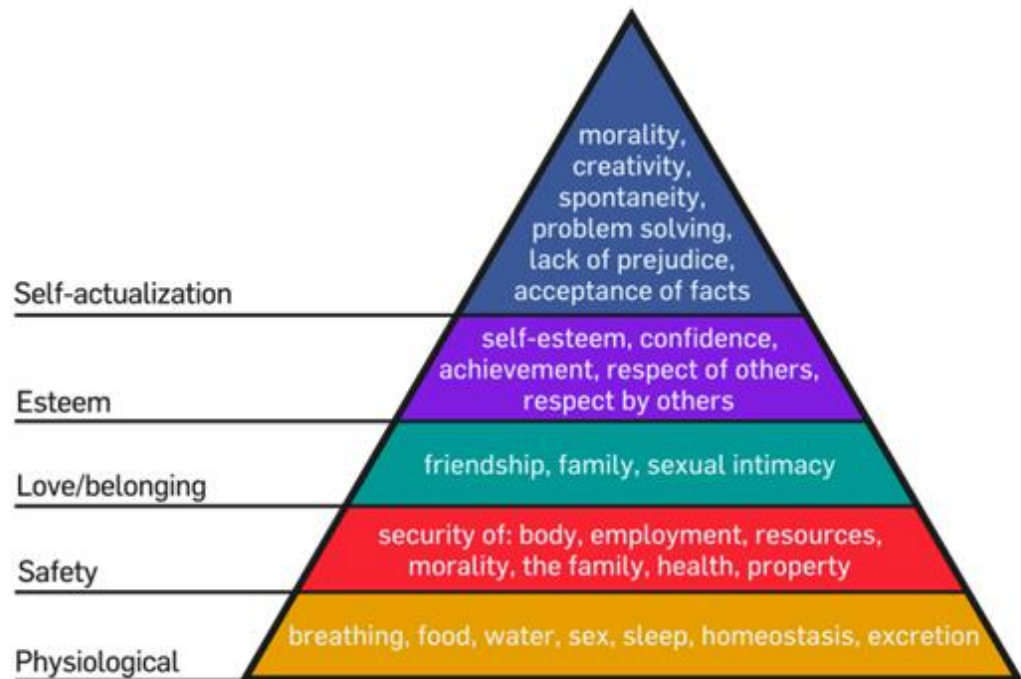 morality,
creativity,
spontaneity,
problem solving,
lack of prejudice,
acceptance of facts
Self-actualization
self-esteem, confidence,
achievement, respect of others,
respect by others
Esteem
friendship, family, sexual intimacy
Love/belonging
security of: body, employment, resources,
morality, the family, health, property
Safety
breathing, food, water, sex, sleep, homeostasis, excretion
Physiological